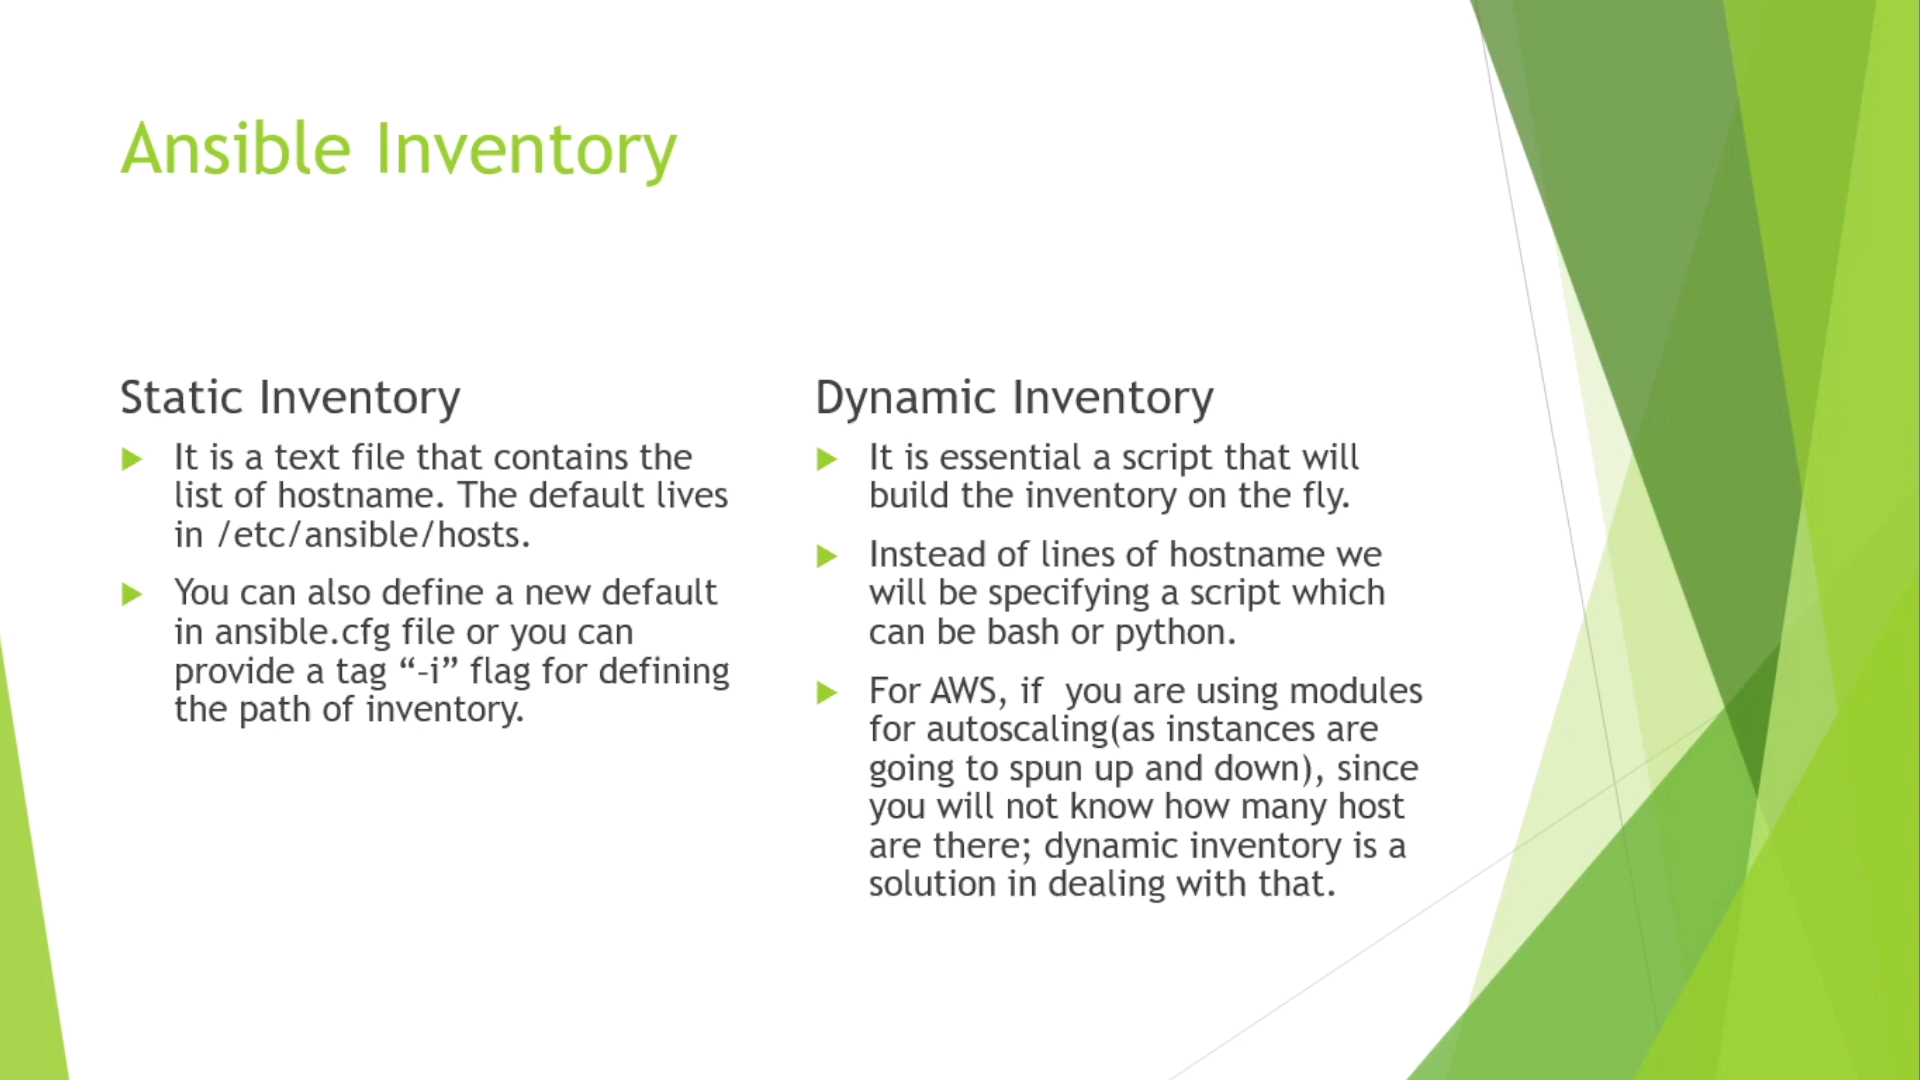 Ansible Inventory
Static Inventory
It is a text file that contains the
list of hostname. The default lives
in /etc/ansible/hosts.
You can also define a new default
in ansible.cfg file or you can
provide a tag “-i” flag for defining
the path of inventory.
Dynamic Inventory
It is essential a script that will
build the inventory on the fly.
Instead of lines of hostname we
will be specifying a script which
can be bash or python.
For AWS, if  you are using modules
for autoscaling(as instances are
going to spun up and down), since
you will not know how many host
are there; dynamic inventory is a
solution in dealing with that.